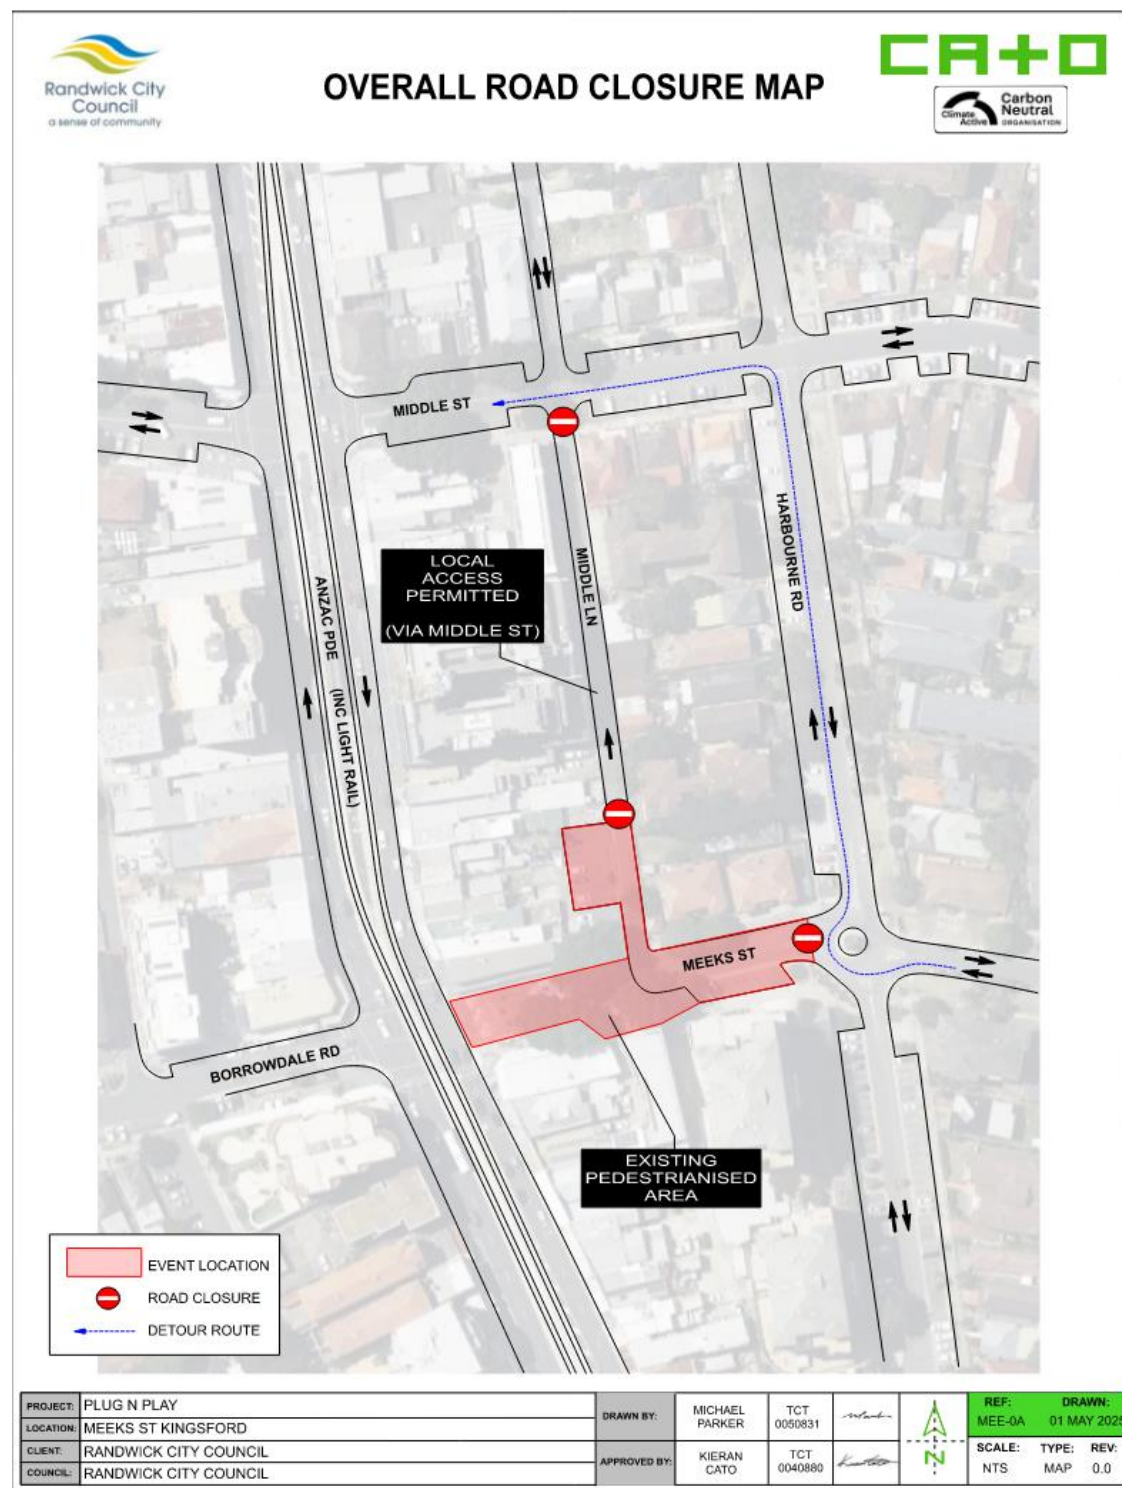 Randwick City
Council
a sense of community
OVERALL ROAD CLOSURE MAP
CATO
Climate
Active
Carbon
Neutral
ORGANISATION
MIDDLE ST
MIDDLE LN
HARBOURNE RD
LOCAL
ACCESS
PERMITTED
(VIA MIDDLE ST)
ANZAC PDE (INC LIGHT RAIL)
MEEKS ST
BORROWDALE RD
EXISTING
PEDESTRIANISED
AREA
EVENT LOCATION
ROAD CLOSURE
DETOUR ROUTE
PROJECT: PLUG N PLAY
LOCATION: MEEKS ST KINGSFORD
CLIENT: RANDWICK CITY COUNCIL
COUNCIL: RANDWICK CITY COUNCIL
DRAWN BY: MICHAEL PARKER TCT 0050831
APPROVED BY: KIERAN CATO TCT 0040880
N
REF: DRAWN:
MEE-0A 01 MAY 2025
SCALE: TYPE: REV:
NTS MAP 0.0